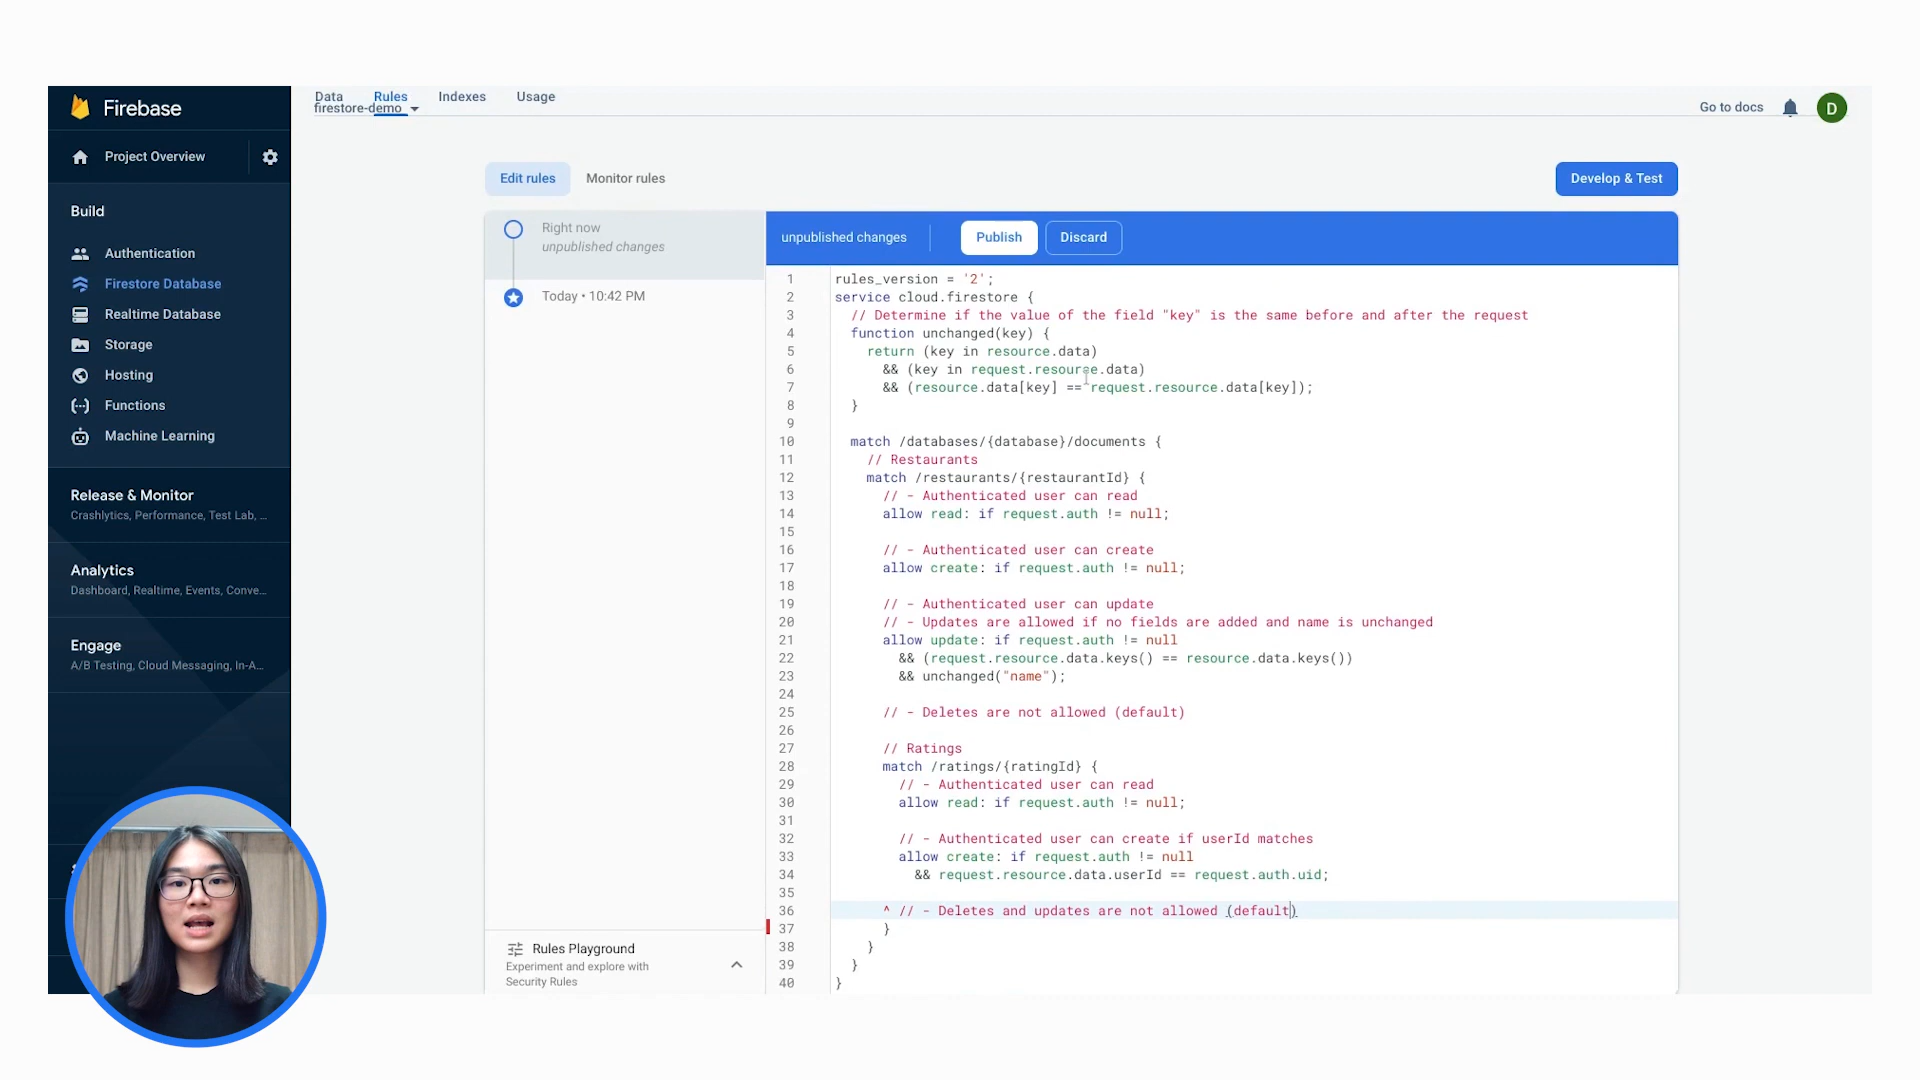 Firebase
Project Overview
Build
Authentication
Firestore Database
Realtime Database
Storage
Hosting
Functions
Machine Learning
Release & Monitor
Crashlytics, Performance, Test Lab, ...
Analytics
Dashboard, Realtime, Events, Conve...
Engage
A/B Testing, Cloud Messaging, In-A...
Data Rules Indexes Usage
firestore-demo
Go to docs
D
Edit rules Monitor rules
Develop & Test
Right now
unpublished changes
Today • 10:42 PM
Rules Playground
Experiment and explore with
Security Rules
unpublished changes Publish Discard
1 rules_version = '2';
2 service cloud.firestore {
3 // Determine if the value of the field "key" is the same before and after the request
4 function unchanged(key) {
5 return (key in resource.data)
6 && (key in request.resource.data)
7 && (resource.data[key] == request.resource.data[key]);
8 }
9
10 match /databases/{database}/documents {
11 // Restaurants
12 match /restaurants/{restaurantId} {
13 // - Authenticated user can read
14 allow read: if request.auth != null;
15
16 // - Authenticated user can create
17 allow create: if request.auth != null;
18
19 // - Authenticated user can update
20 // - Updates are allowed if no fields are added and name is unchanged
21 allow update: if request.auth != null
22 && (request.resource.data.keys() == resource.data.keys())
23 && unchanged("name");
24
25 // - Deletes are not allowed (default)
26
27 // Ratings
28 match /ratings/{ratingId} {
29 // - Authenticated user can read
30 allow read: if request.auth != null;
31
32 // - Authenticated user can create if userId matches
33 allow create: if request.auth != null
34 && request.resource.data.userId == request.auth.uid;
35
36 ^ // - Deletes and updates are not allowed (default)
37 }
38 }
39 }
40 }